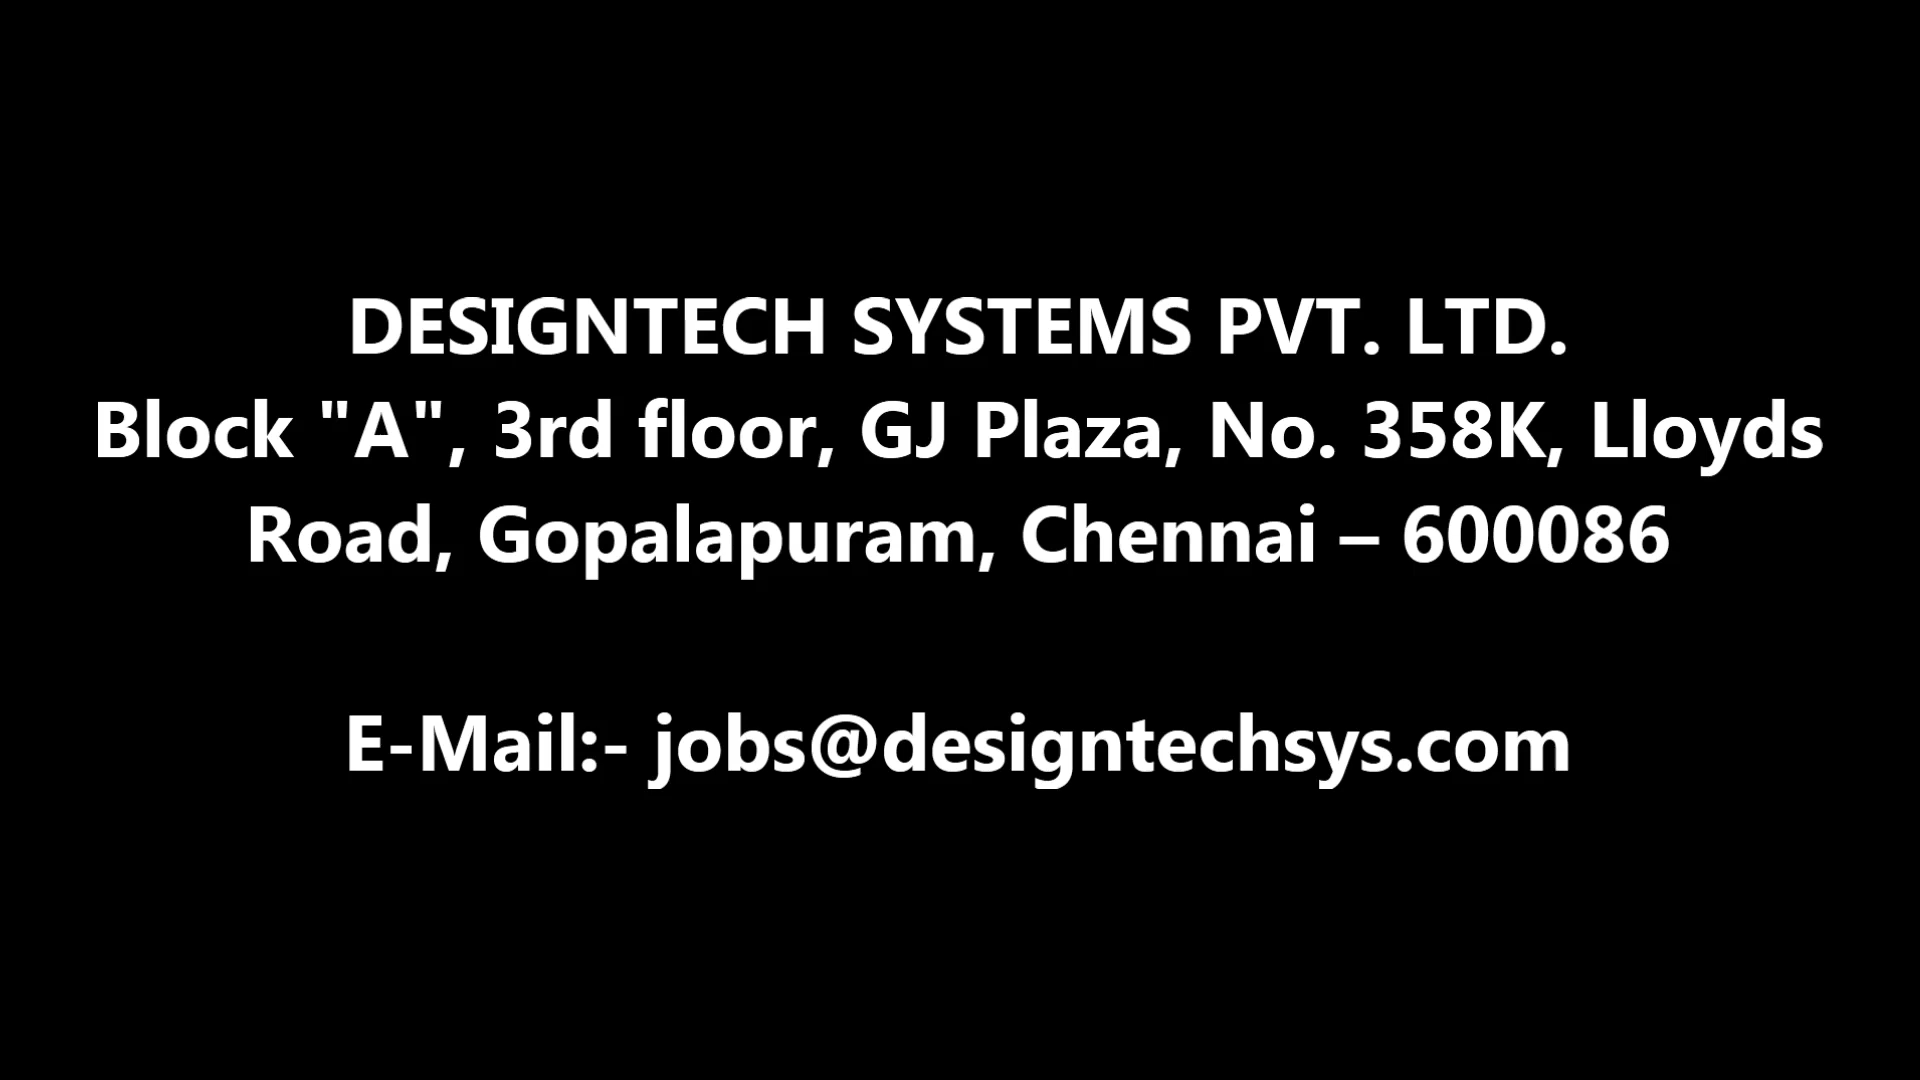 DESIGNTECH SYSTEMS PVT. LTD.
Block "A", 3rd floor, GJ Plaza, No. 358K, Lloyds
Road, Gopalapuram, Chennai – 600086
E-Mail:- jobs@designtechsys.com